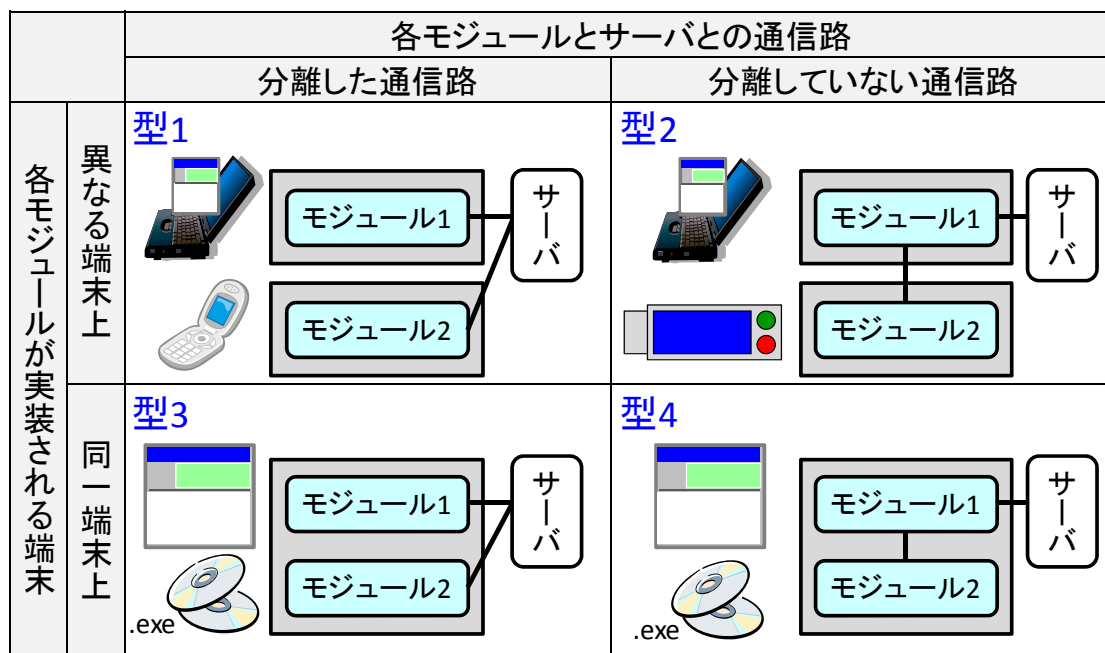 各モジュールとサーバとの通信路
分離した通信路
分離していない通信路
各モジュールが実装される端末
異なる端末上
型1
モジュール1
サーバ
モジュール2
型2
モジュール1
サーバ
モジュール2
同一端末上
型3
モジュール1
サーバ
モジュール2
.exe
型4
モジュール1
サーバ
モジュール2
.exe